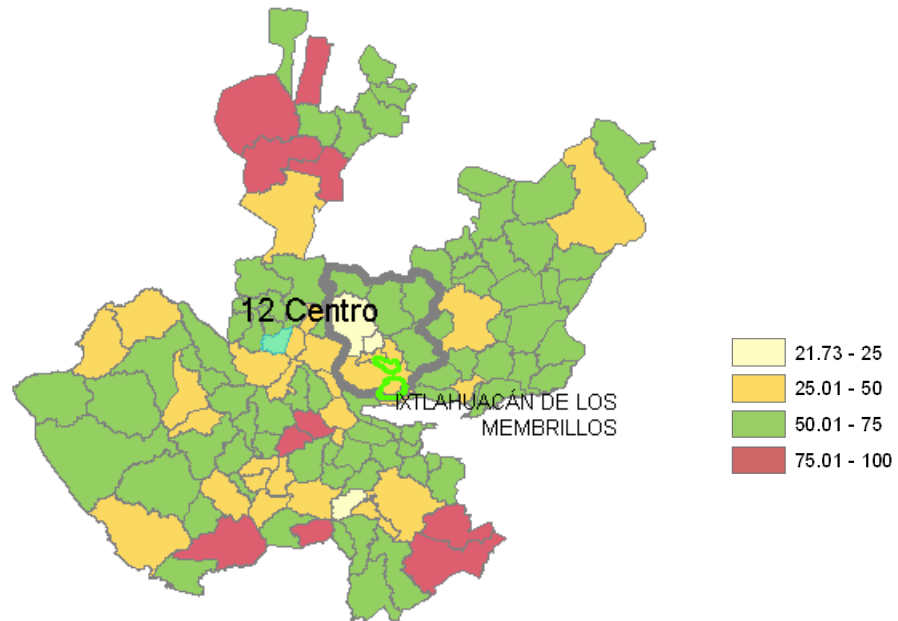 12 Centro
IXTLAHUACÁN DE LOS
MEMBRILLOS
21.73 - 25
25.01 - 50
50.01 - 75
75.01 - 100